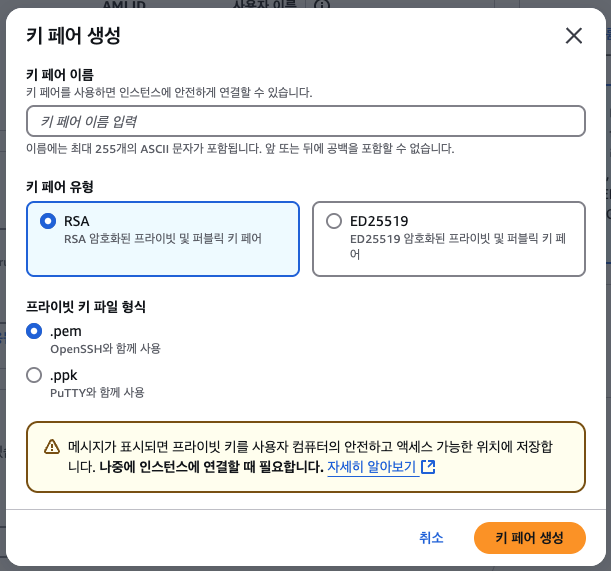 AMI ID
사용자 이름
키 페어 생성
키 페어 이름
키 페어를 사용하면 인스턴스에 안전하게 연결할 수 있습니다.
키 페어 이름 입력
이름에는 최대 255개의 ASCII 문자가 포함됩니다. 앞 또는 뒤에 공백을 포함할 수 없습니다.
키 페어 유형
RSA
RSA 암호화된 프라이빗 및 퍼블릭 키 페어
ED25519
ED25519 암호화된 프라이빗 및 퍼블릭 키 페
어
프라이빗 키 파일 형식
.pem
OpenSSH와 함께 사용
.ppk
PuTTY와 함께 사용
메시지가 표시되면 프라이빗 키를 사용자 컴퓨터의 안전하고 액세스 가능한 위치에 저장합
니다. 나중에 인스턴스에 연결할 때 필요합니다. 자세히 알아보기
취소
키 페어 생성